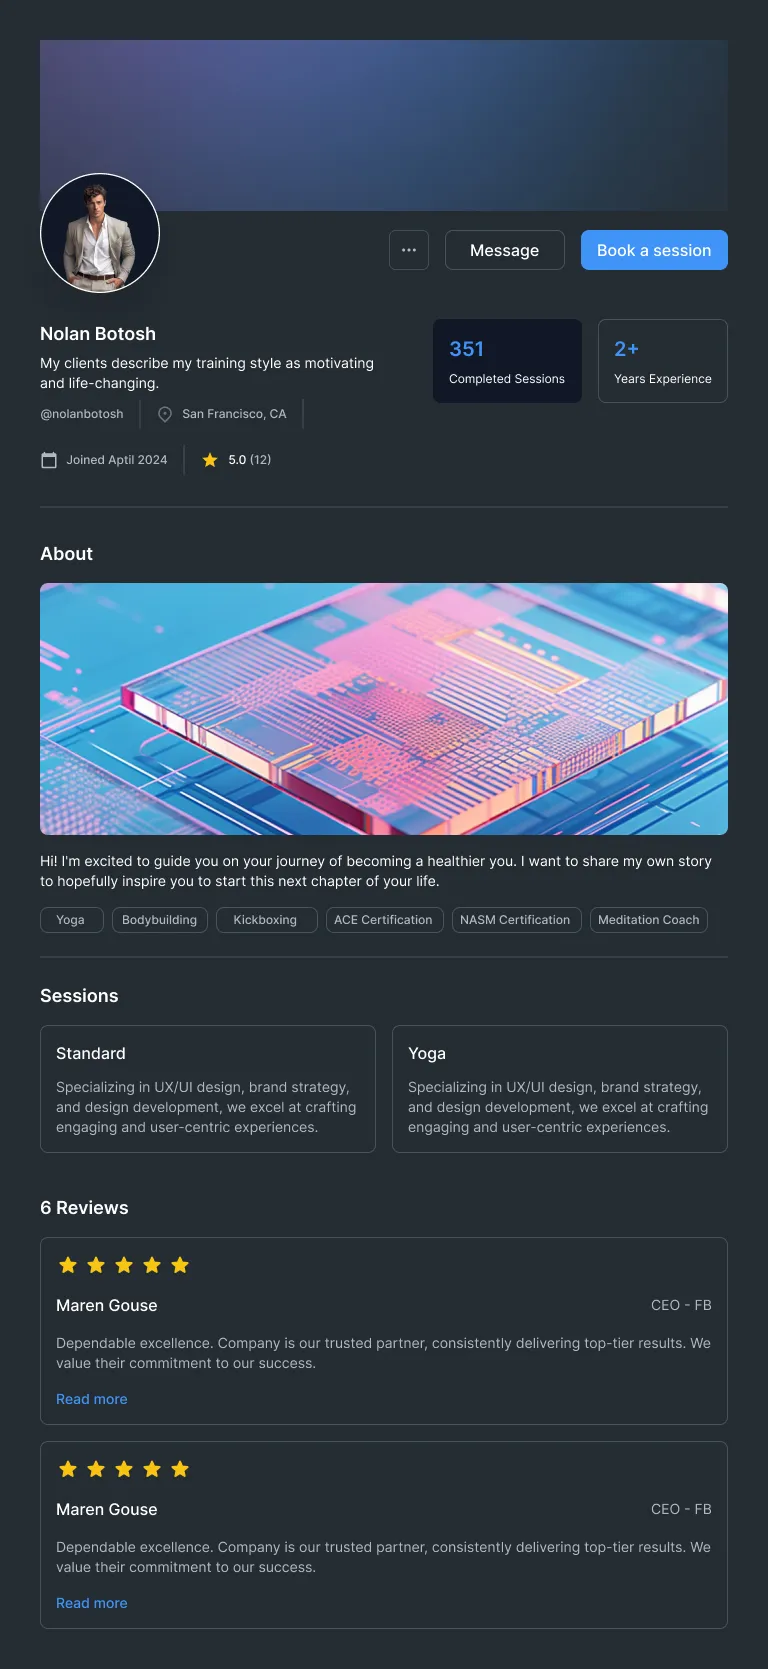 Message
Book a session
Nolan Botosh
My clients describe my training style as motivating
and life-changing.
@nolanbotosh
San Francisco, CA
Joined Aptil 2024
5.0 (12)
351
Completed Sessions
2+
Years Experience
About
Hi! I'm excited to guide you on your journey of becoming a healthier you. I want to share my own story
to hopefully inspire you to start this next chapter of your life.
Yoga
Bodybuilding
Kickboxing
ACE Certification
NASM Certification
Meditation Coach
Sessions
Standard
Specializing in UX/UI design, brand strategy,
and design development, we excel at crafting
engaging and user-centric experiences.
Yoga
Specializing in UX/UI design, brand strategy,
and design development, we excel at crafting
engaging and user-centric experiences.
6 Reviews
Maren Gouse
CEO - FB
Dependable excellence. Company is our trusted partner, consistently delivering top-tier results. We
value their commitment to our success.
Read more
Maren Gouse
CEO - FB
Dependable excellence. Company is our trusted partner, consistently delivering top-tier results. We
value their commitment to our success.
Read more